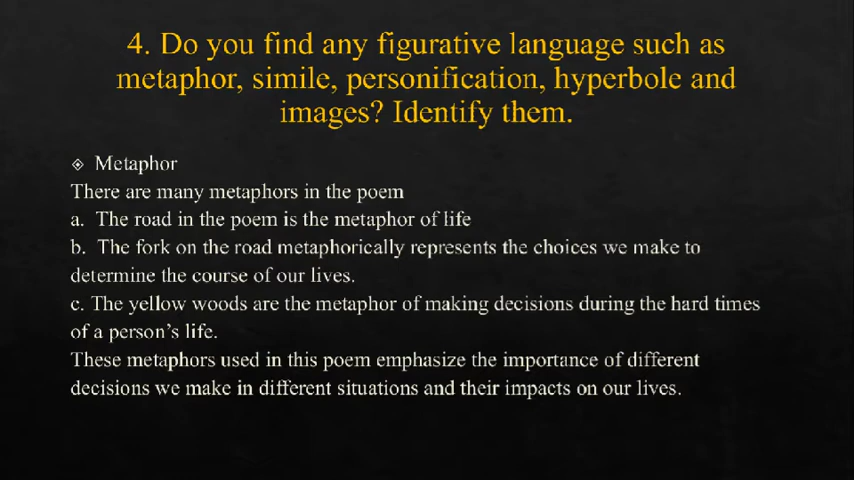 4. Do you find any figurative language such as
metaphor, simile, personification, hyperbole and
images? Identify them.
Metaphor
There are many metaphors in the poem
a. The road in the poem is the metaphor of life
b. The fork on the road metaphorically represents the choices we make to
determine the course of our lives.
c. The yellow woods are the metaphor of making decisions during the hard times
of a person's life.
These metaphors used in this poem emphasize the importance of different
decisions we make in different situations and their impacts on our lives.